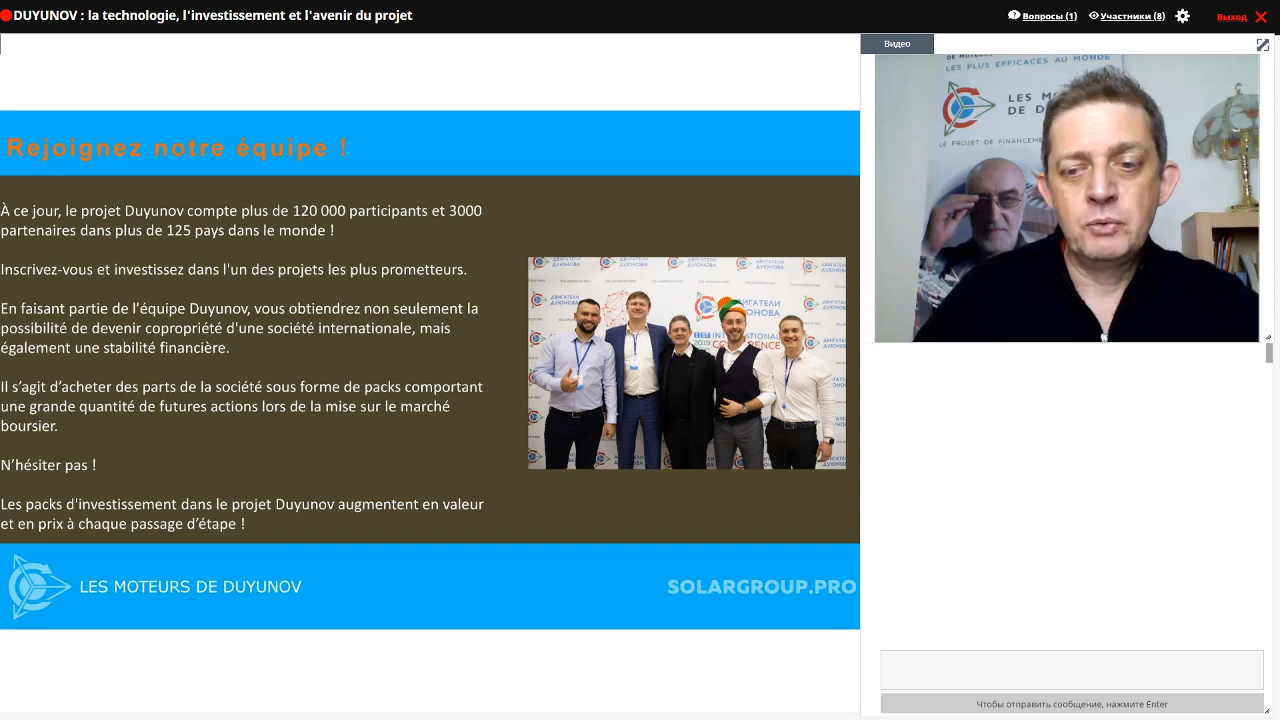 DUYUNOV : la technologie, l'investissement et l'avenir du projet
Вопросы (1)
Участники (8)
Выход
Видео
Rejoignez notre équipe !
À ce jour, le projet Duyunov compte plus de 120 000 participants et 3000
partenaires dans plus de 125 pays dans le monde !
Inscrivez-vous et investissez dans l'un des projets les plus prometteurs.
En faisant partie de l'équipe Duyunov, vous obtiendrez non seulement la
possibilité de devenir copropriété d'une société internationale, mais
également une stabilité financière.
Il s’agit d’acheter des parts de la société sous forme de packs comportant
une grande quantité de futures actions lors de la mise sur le marché
boursier.
N’hésiter pas !
Les packs d'investissement dans le projet Duyunov augmentent en valeur
et en prix à chaque passage d’étape !
LES MOTEURS DE DUYUNOV
SOLARGROUP.PRO
ДВИГАТЕЛИ
ДУЮНОВА
2019
INTERNATIONAL
CONFERENCE
LES PLUS EFFICACES AU MONDE
LES
DE
LE PROJET DE
Чтобы отправить сообщение, нажмите Enter